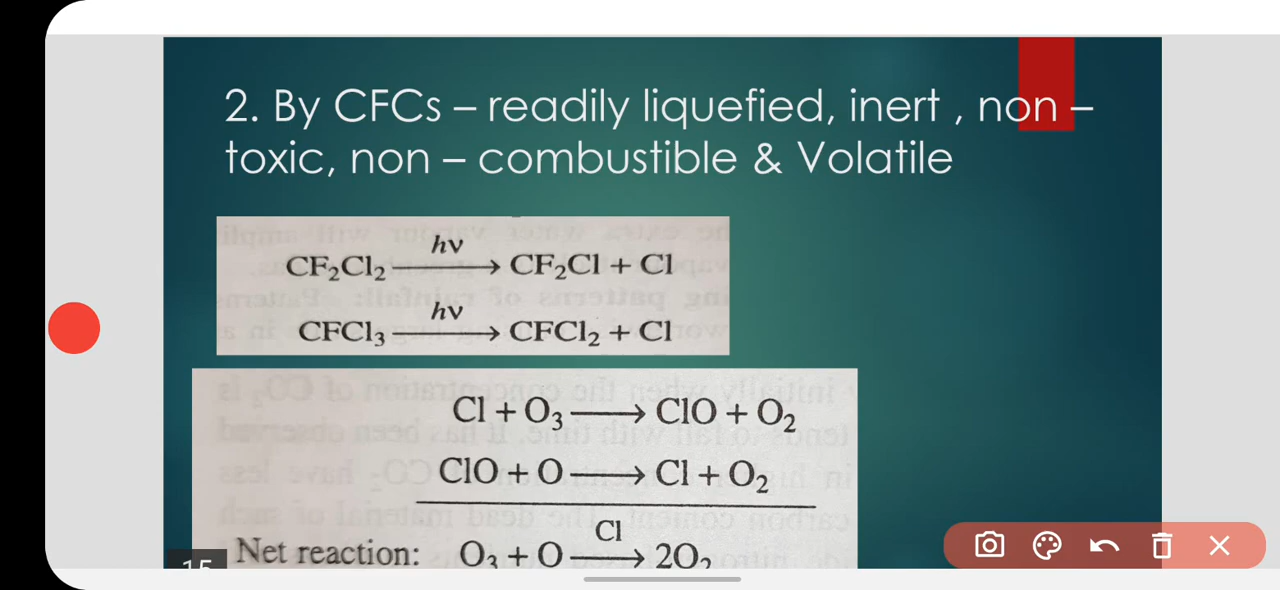 2. By CFCs – readily liquefied, inert , non –
toxic, non – combustible & Volatile
hν
CF₂Cl₂ ⟶ CF₂Cl + Cl
hν
CFCl₃ ⟶ CFCl₂ + Cl
Cl + O₃ ⟶ ClO + O₂
ClO + O ⟶ Cl + O₂
Cl
Net reaction: O₃ + O ⟶ 2O₂
15